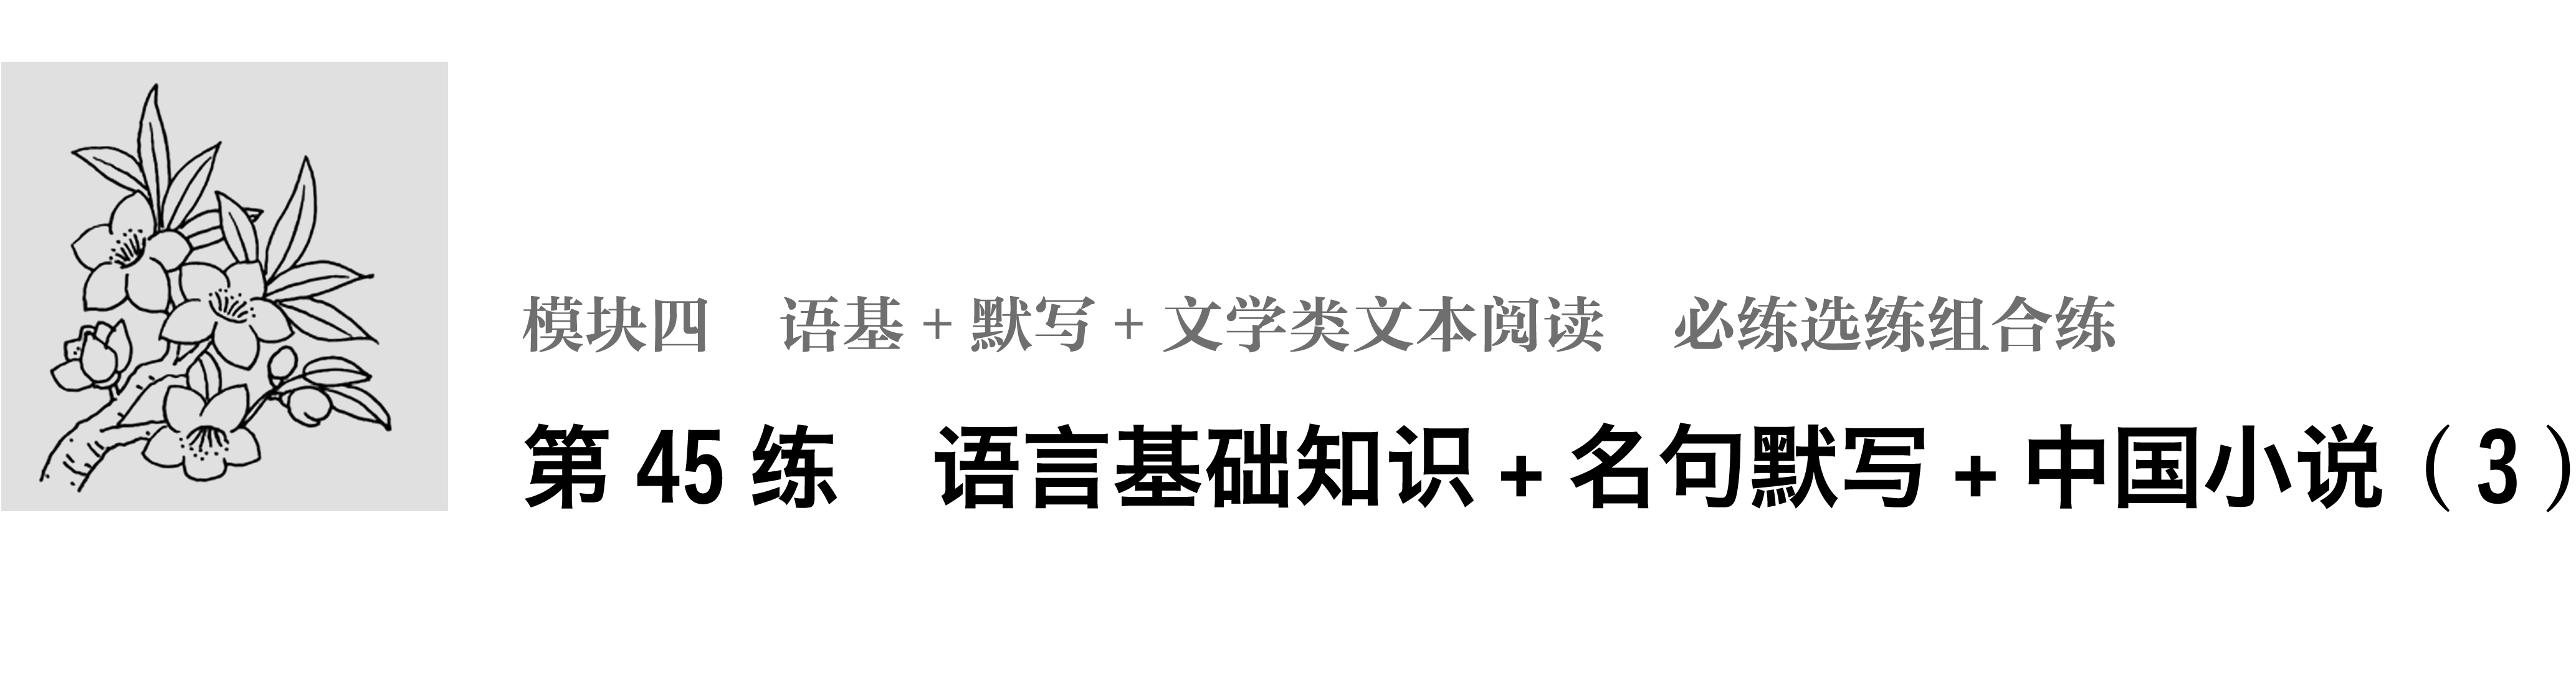 模块四　语基 + 默写 + 文学类文本阅读　必练选练组合练
第 45 练　语言基础知识 + 名句默写 + 中国小说（3）